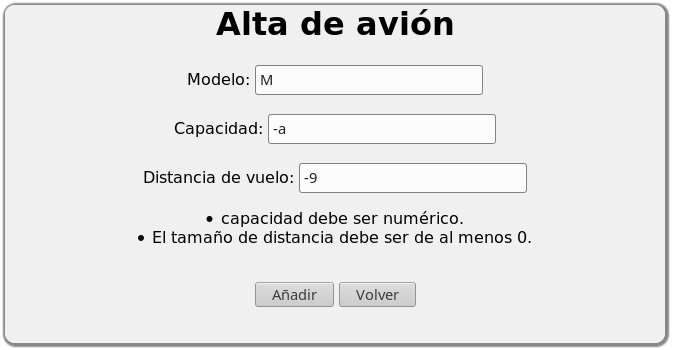 Alta de avión
Modelo: M
Capacidad: -a
Distancia de vuelo: -9
• capacidad debe ser numérico.
• El tamaño de distancia debe ser de al menos 0.
Añadir Volver